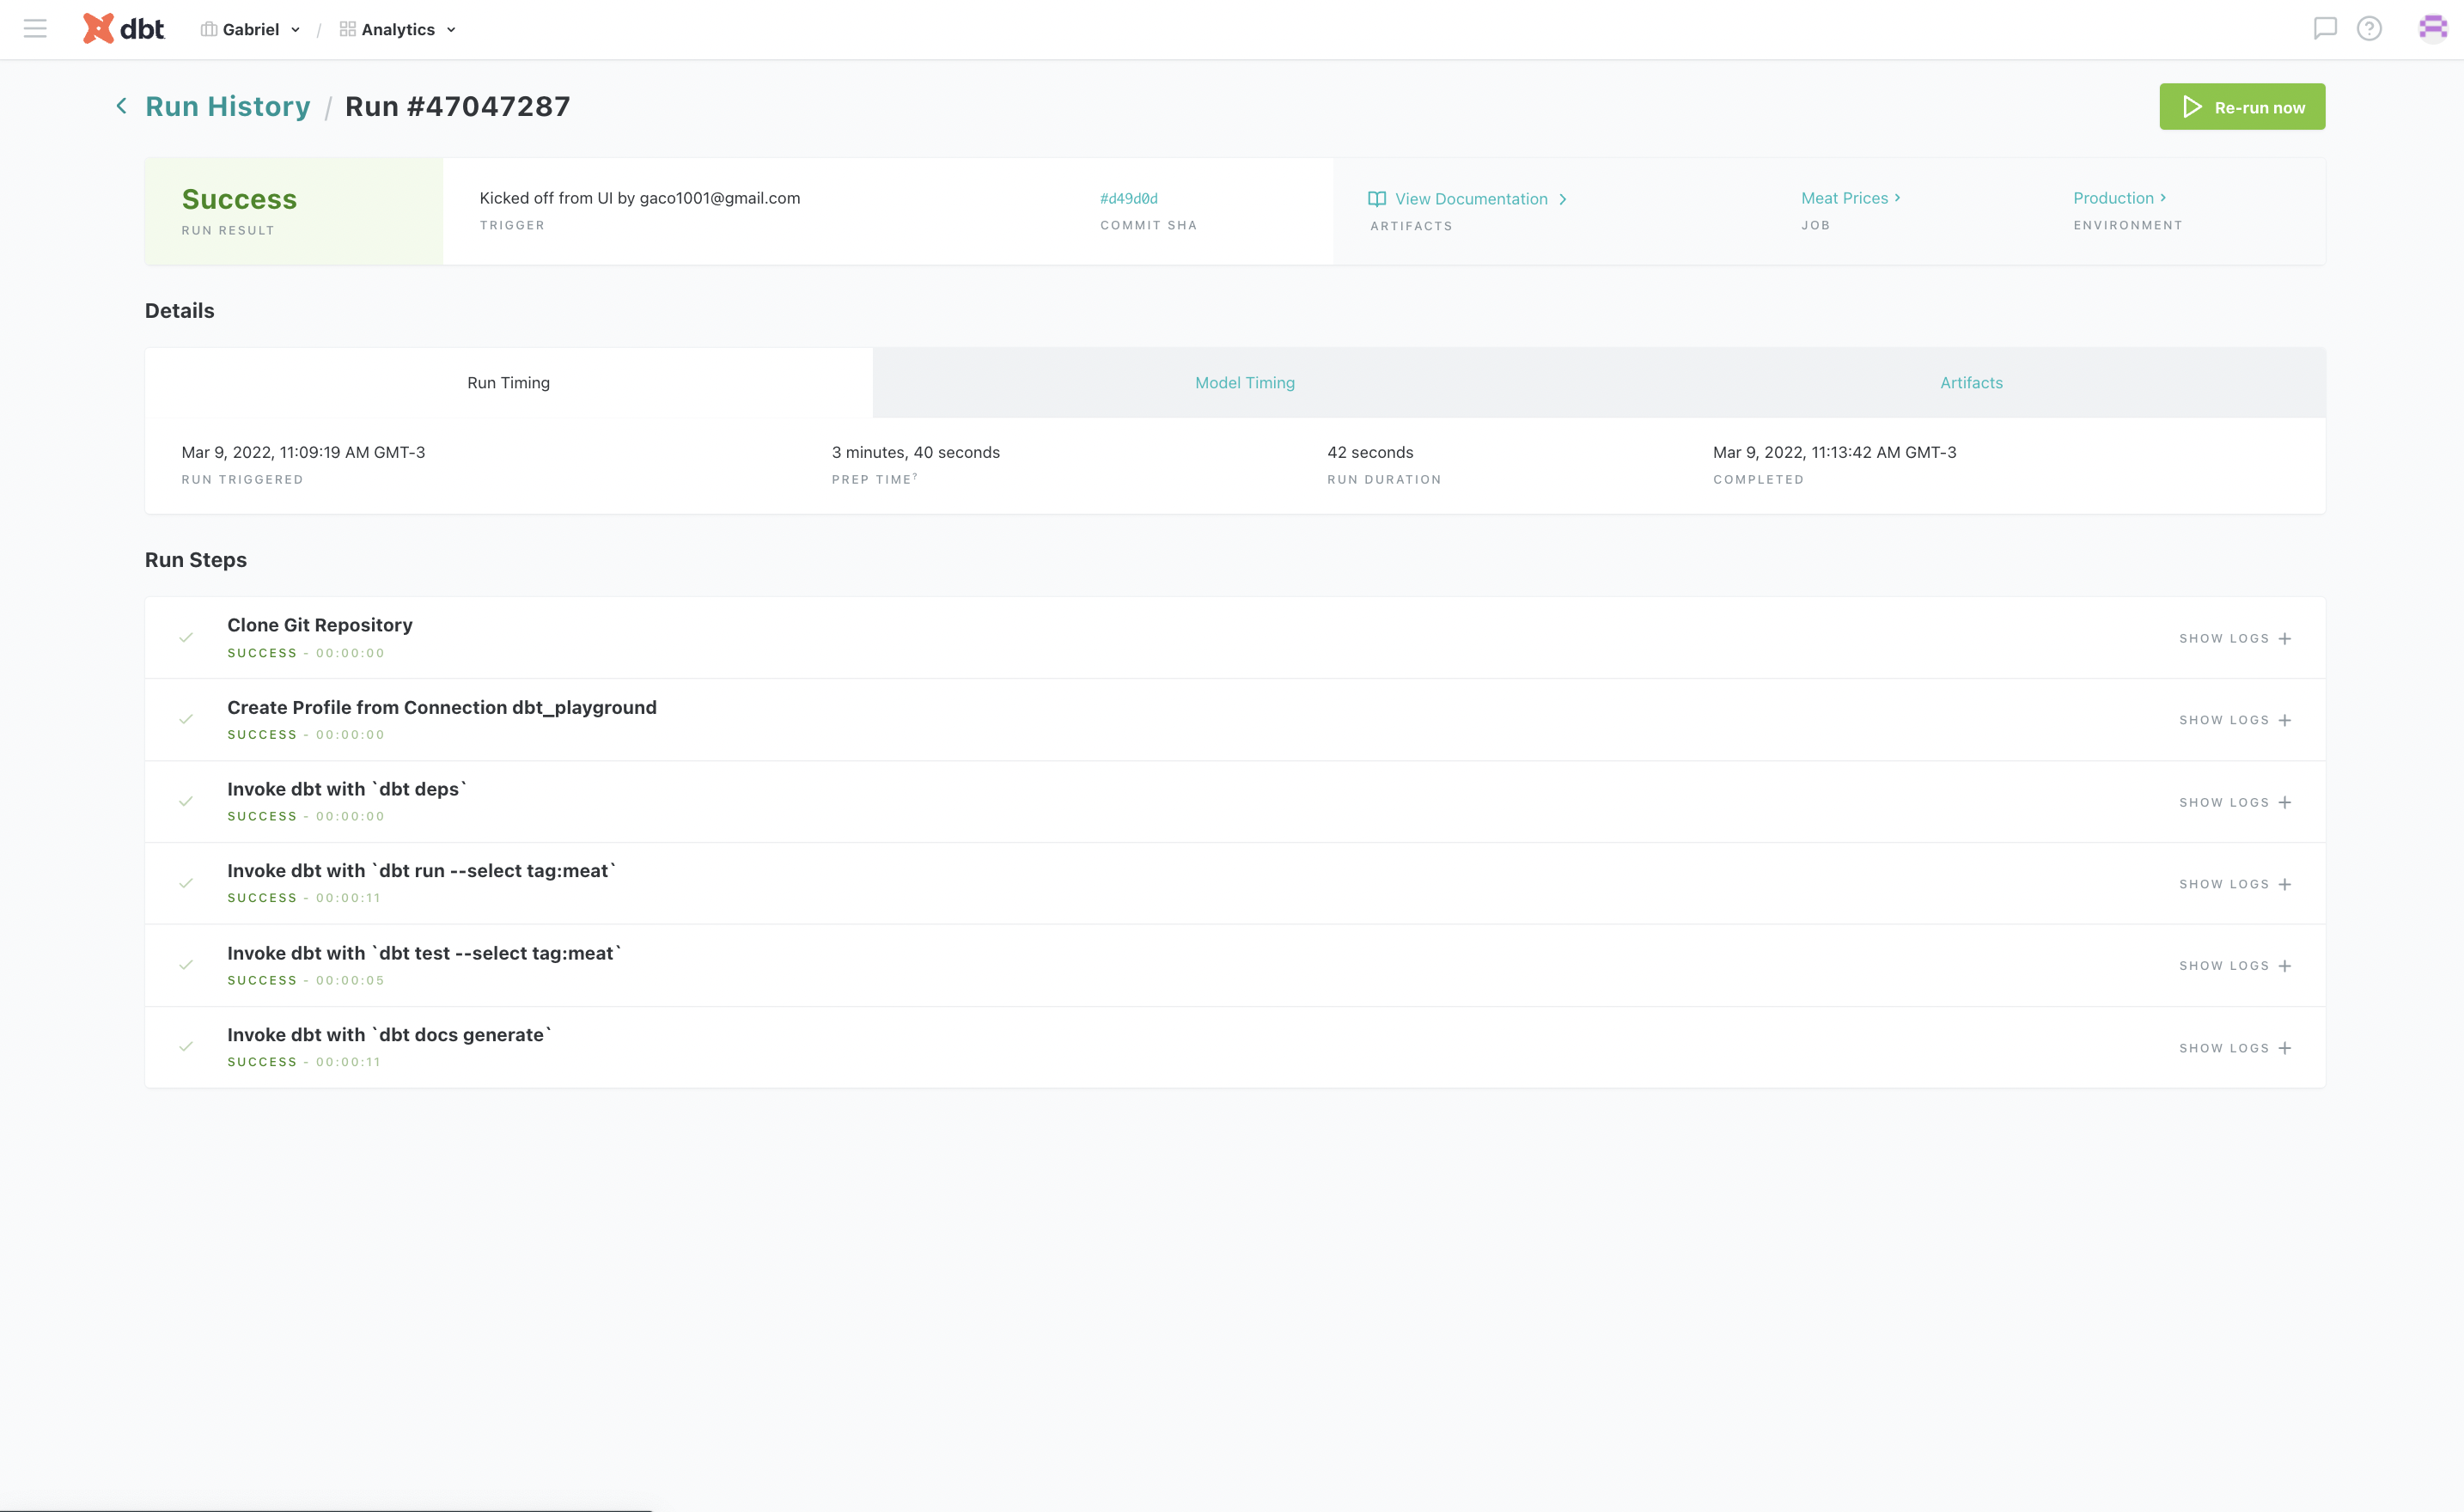 dbt Gabriel / Analytics
Run History / Run #47047287
Re-run now
Success
RUN RESULT
Kicked off from UI by gaco1001@gmail.com
TRIGGER
#d49d0d
COMMIT SHA
View Documentation
ARTIFACTS
Meat Prices
JOB
Production
ENVIRONMENT
Details
Run Timing
Model Timing
Artifacts
Mar 9, 2022, 11:09:19 AM GMT-3
RUN TRIGGERED
3 minutes, 40 seconds
PREP TIME?
42 seconds
RUN DURATION
Mar 9, 2022, 11:13:42 AM GMT-3
COMPLETED
Run Steps
Clone Git Repository
SUCCESS - 00:00:00
SHOW LOGS
Create Profile from Connection dbt_playground
SUCCESS - 00:00:00
SHOW LOGS
Invoke dbt with `dbt deps`
SUCCESS - 00:00:00
SHOW LOGS
Invoke dbt with `dbt run --select tag:meat`
SUCCESS - 00:00:11
SHOW LOGS
Invoke dbt with `dbt test --select tag:meat`
SUCCESS - 00:00:05
SHOW LOGS
Invoke dbt with `dbt docs generate`
SUCCESS - 00:00:11
SHOW LOGS